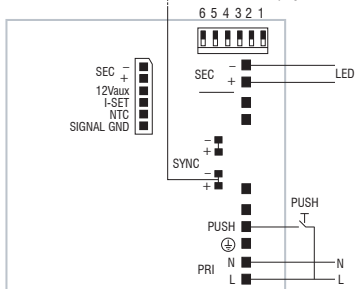 6 5 4 3 2 1
SEC −
+
12Vaux
I-SET
NTC
SIGNAL GND
SEC −
+
LED
SYNC −
+
−
+
PUSH
PUSH
PRI
N
L
N
L